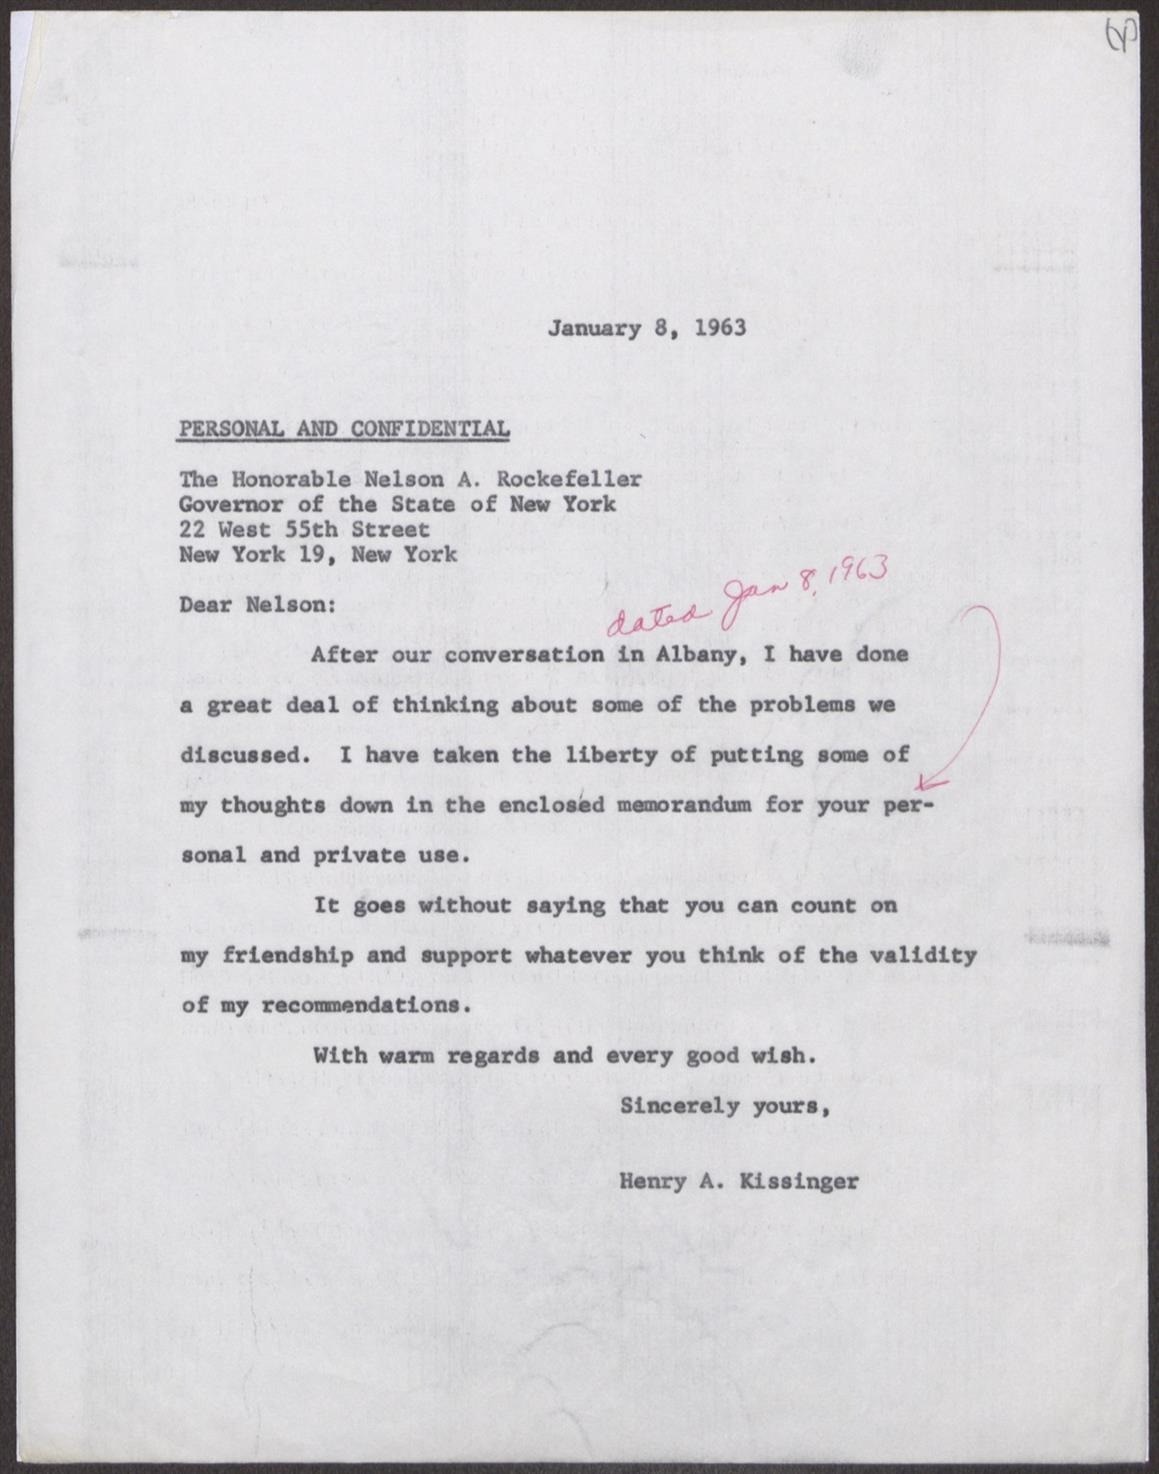 January 8, 1963
PERSONAL AND CONFIDENTIAL
The Honorable Nelson A. Rockefeller
Governor of the State of New York
22 West 55th Street
New York 19, New York
Dear Nelson:
dated Jan 8, 1963
After our conversation in Albany, I have done
a great deal of thinking about some of the problems we
discussed. I have taken the liberty of putting some of
my thoughts down in the enclosed memorandum for your per-
sonal and private use.
It goes without saying that you can count on
my friendship and support whatever you think of the validity
of my recommendations.
With warm regards and every good wish.
Sincerely yours,
Henry A. Kissinger